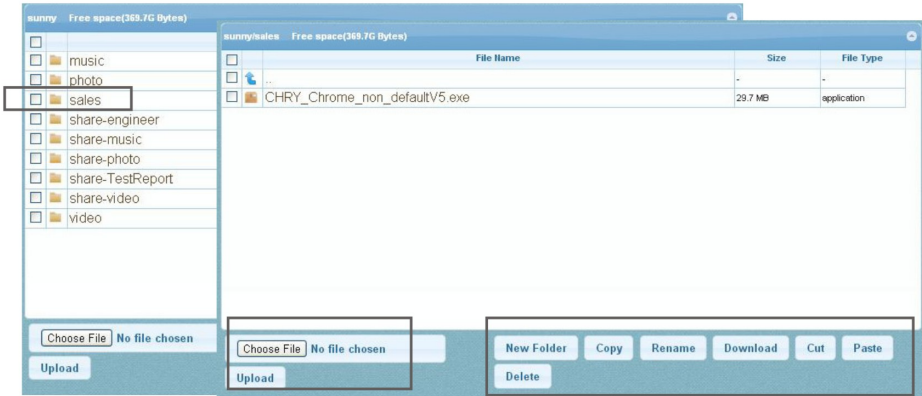 sunny Free space(369.7G Bytes)
music
photo
sales
share-engineer
share-music
share-photo
share-TestReport
share-video
video
Choose File No file chosen
Upload
sunny/sales Free space(369.7G Bytes)
File Name Size File Type
.. - -
CHRY_Chrome_non_defaultV5.exe 29.7 MB application
Choose File No file chosen
Upload
New Folder Copy Rename Download Cut Paste
Delete